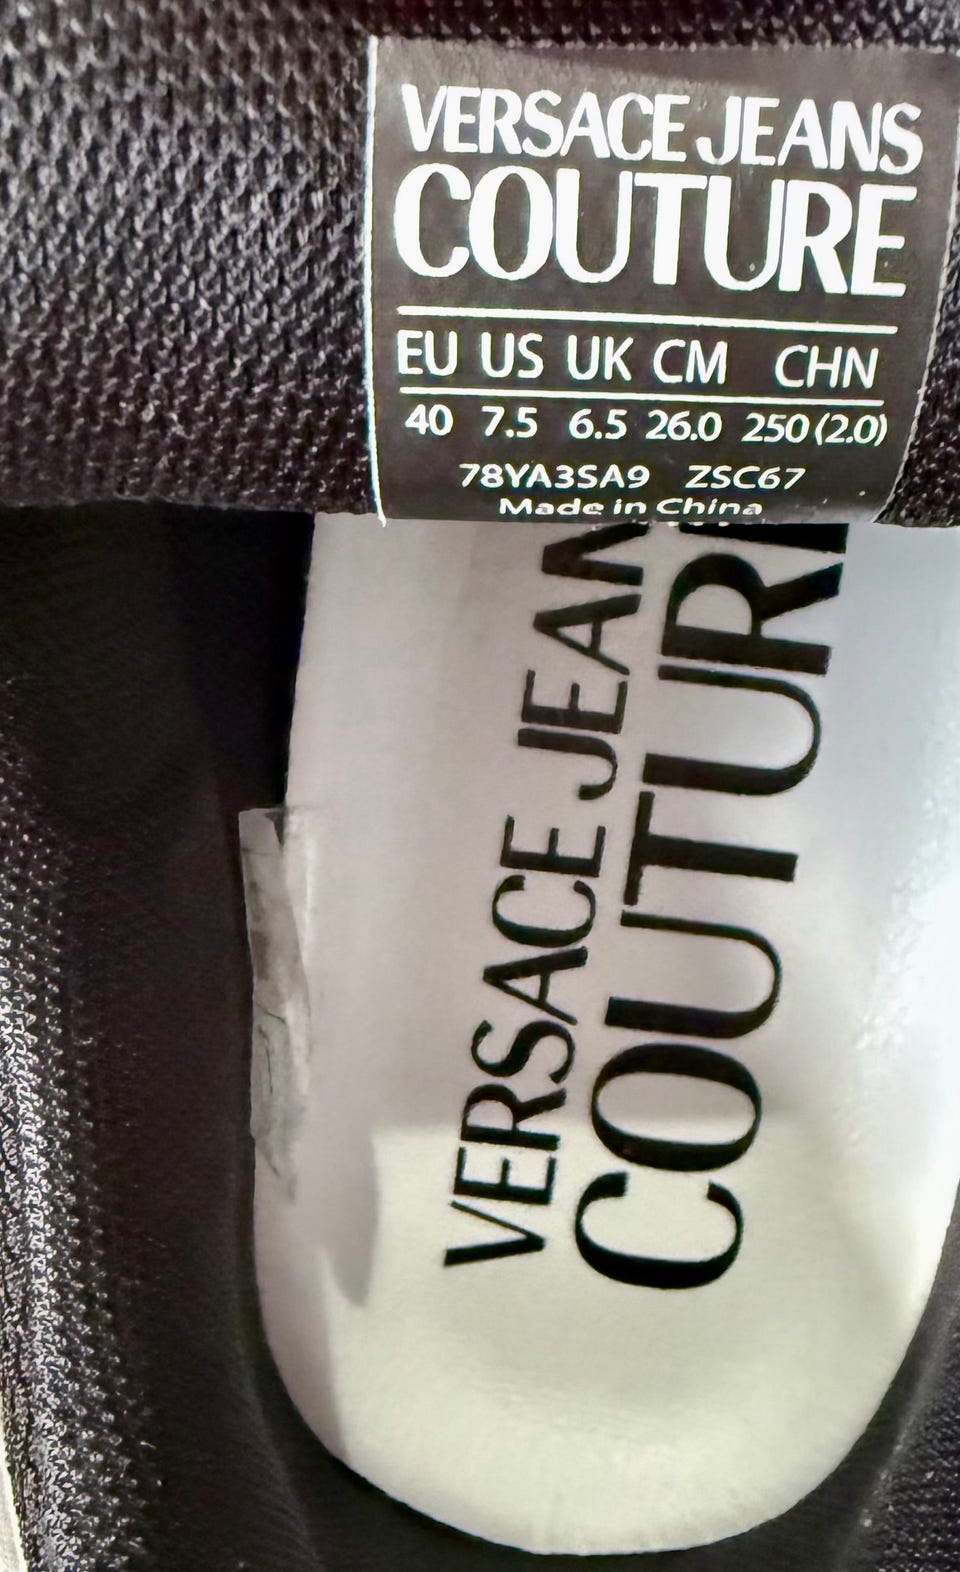 VERSACE JEANS
COUTURE
EU US UK CM CHN
40 7.5 6.5 26.0 250 (2.0)
78YA3SA9 ZSC67
Made in China
VERSACE JEAN
COUTUR